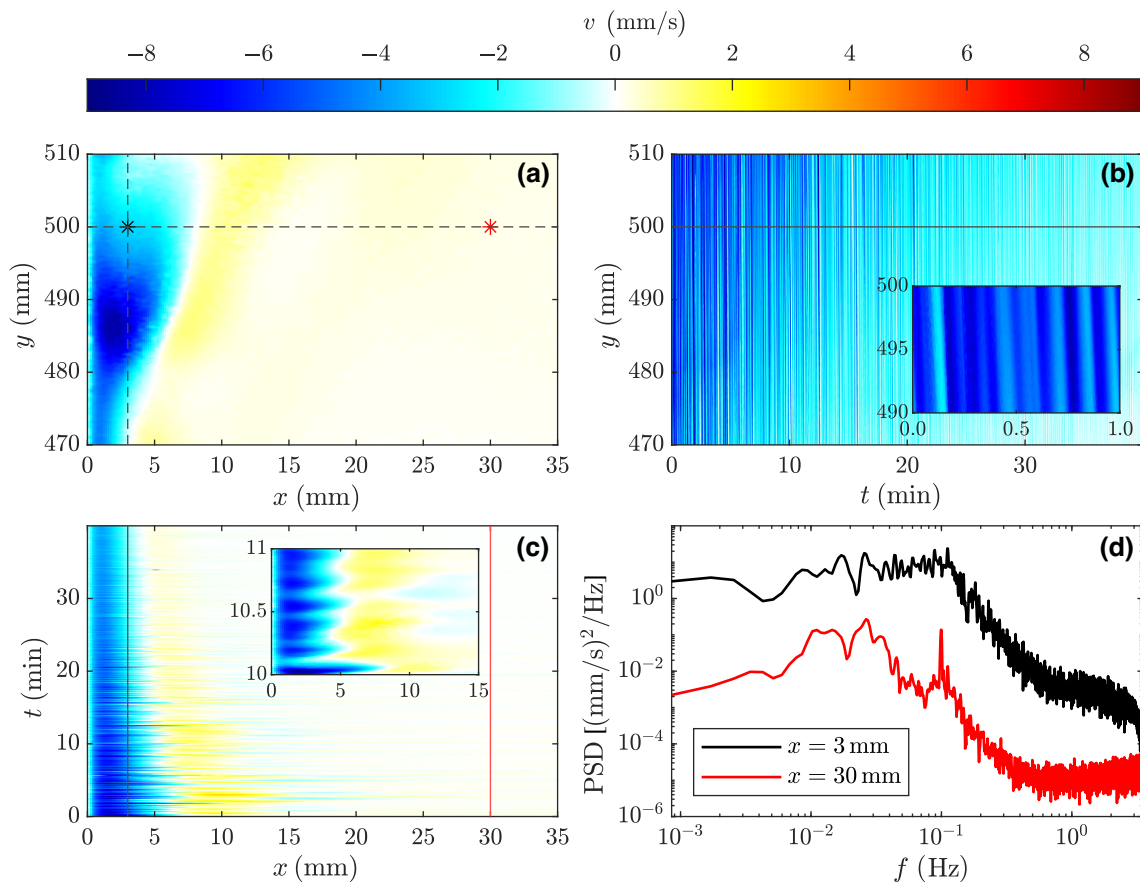 v (mm/s)
−8 −6 −4 −2 0 2 4 6 8
(a)
510
500
490
480
470
y (mm)
0 5 10 15 20 25 30 35
x (mm)
(b)
510
500
490
480
470
y (mm)
0 10 20 30
t (min)
500
495
490
0.0 0.5 1.0
(c)
30
20
10
0
t (min)
0 5 10 15 20 25 30 35
x (mm)
11
10.5
10
0 5 10 15
(d)
10⁰
10⁻²
10⁻⁴
10⁻⁶
PSD [(mm/s)²/Hz]
x = 3 mm
x = 30 mm
10⁻³ 10⁻² 10⁻¹ 10⁰
f (Hz)